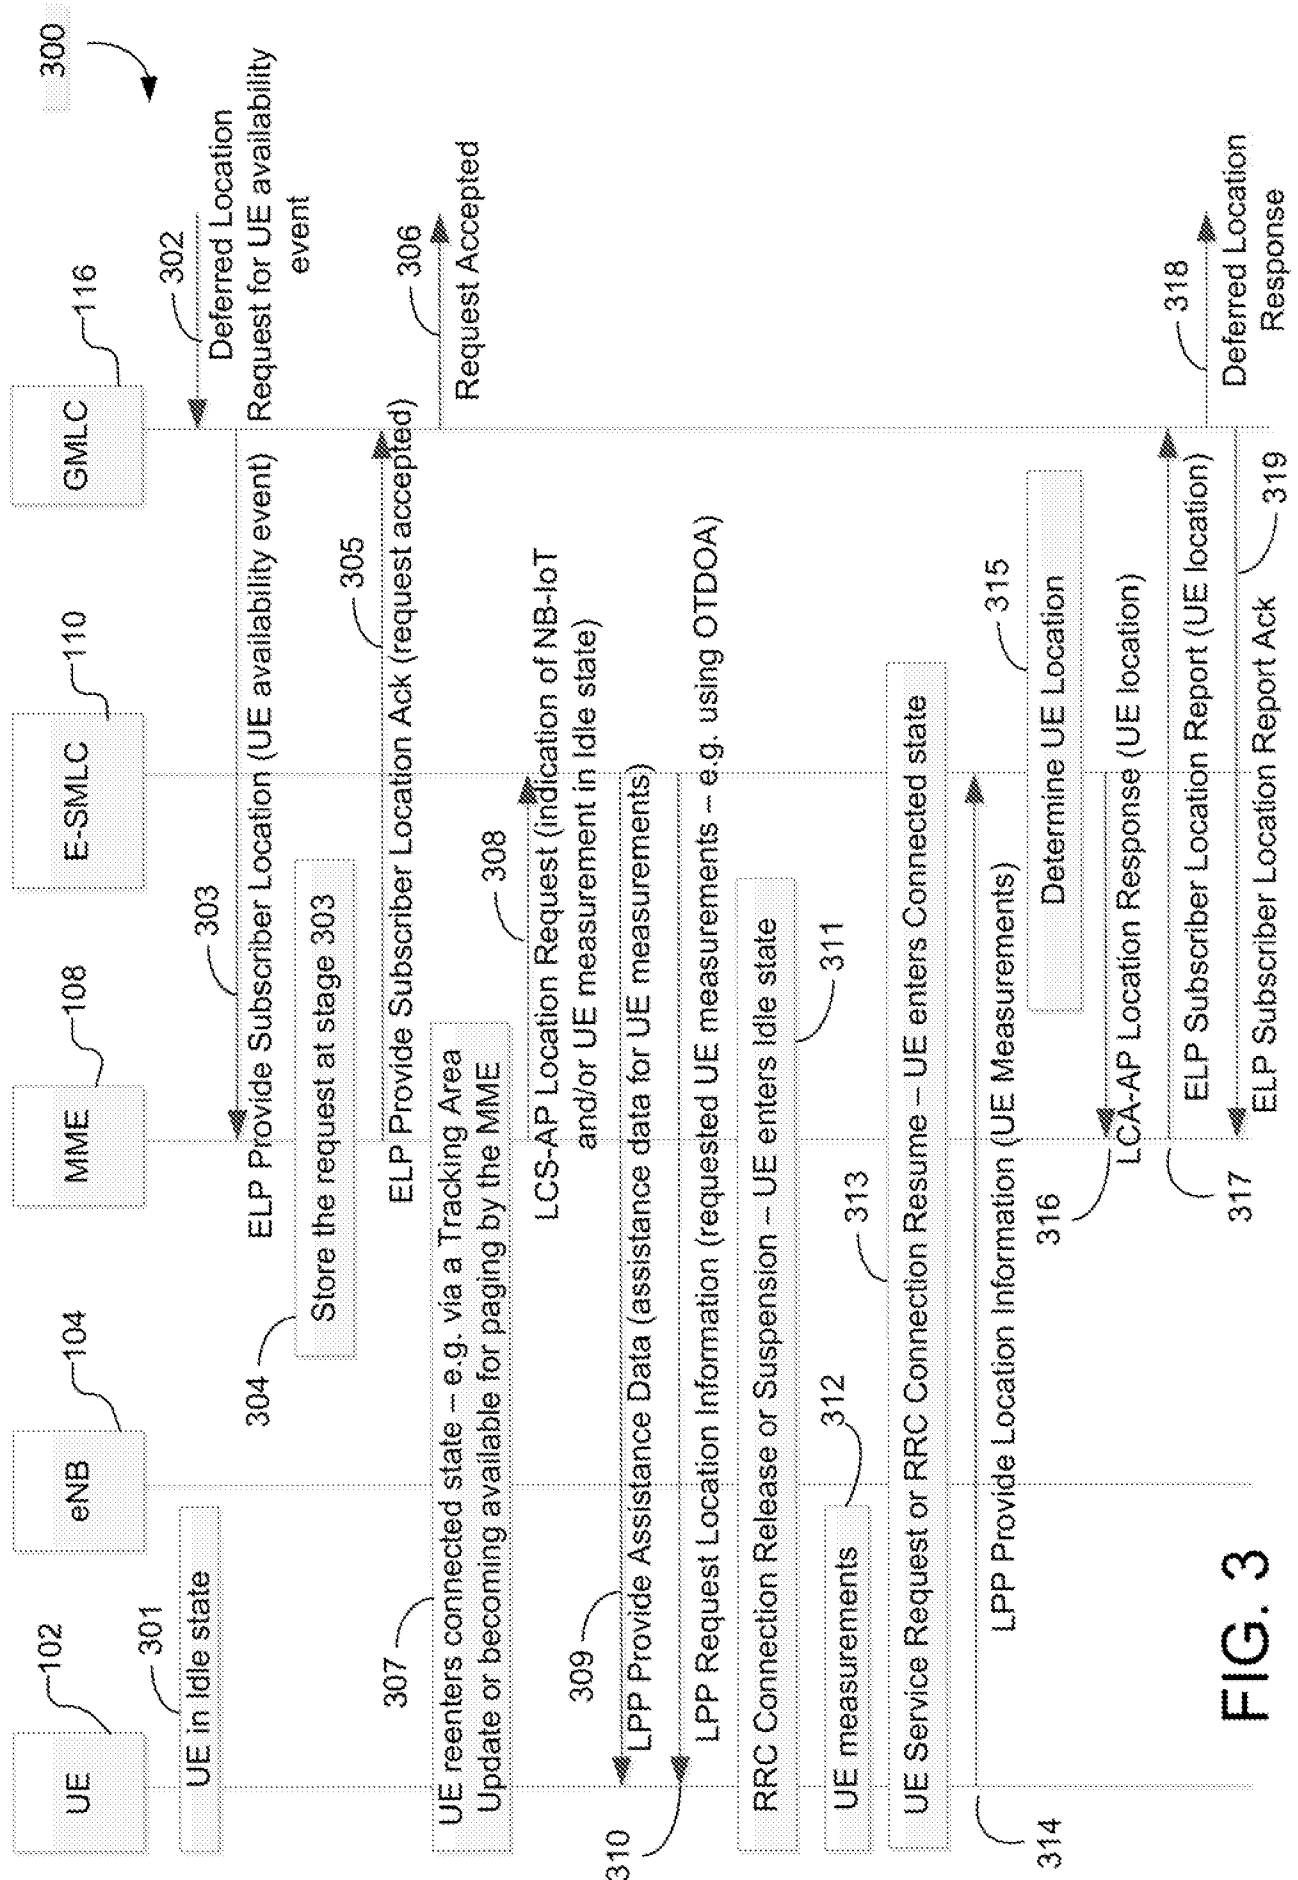 300
UE
102
eNB
104
MME
108
E-SMLC
110
GMLC
116
301
UE in Idle state
302
Deferred Location
Request for UE availability
event
303
ELP Provide Subscriber Location (UE availability event)
304
Store the request at stage 303
305
ELP Provide Subscriber Location Ack (request accepted)
306
Request Accepted
307
UE reenters connected state – e.g. via a Tracking Area
Update or becoming available for paging by the MME
308
LCS-AP Location Request (indication of NB-IoT
and/or UE measurement in Idle state)
309
LPP Provide Assistance Data (assistance data for UE measurements)
310
LPP Request Location Information (requested UE measurements – e.g. using OTDOA)
RRC Connection Release or Suspension – UE enters Idle state
311
312
UE measurements
313
UE Service Request or RRC Connection Resume – UE enters Connected state
314
LPP Provide Location Information (UE Measurements)
315
Determine UE Location
316
LCA-AP Location Response (UE location)
317
ELP Subscriber Location Report (UE location)
318
Deferred Location
Response
319
ELP Subscriber Location Report Ack
FIG. 3